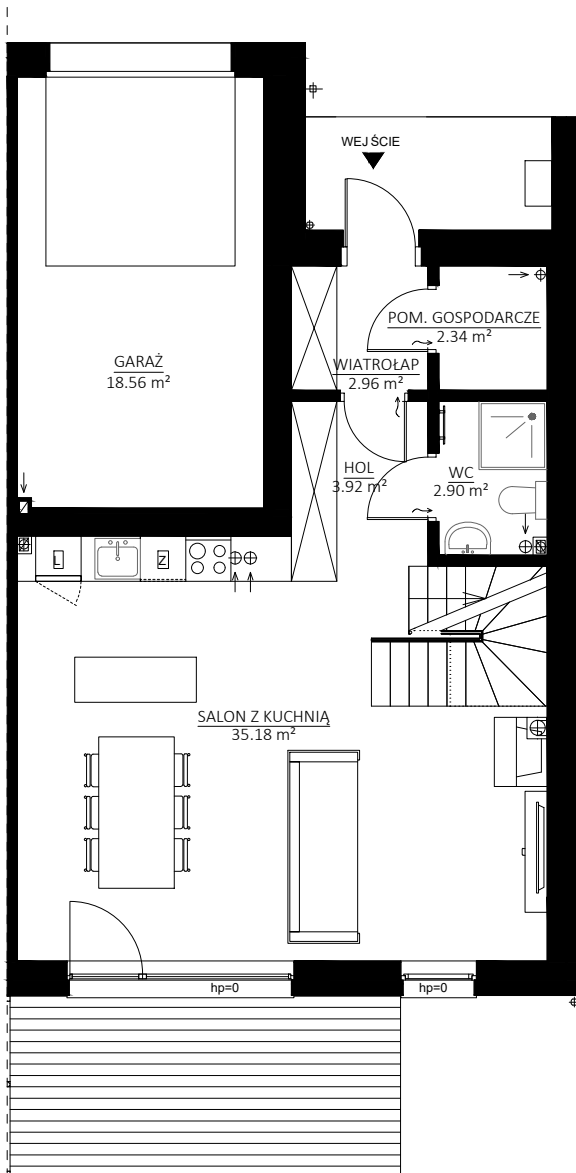 WEJŚCIE
POM. GOSPODARCZE
2.34 m²
GARAŻ
18.56 m²
WIATROŁAP
2.96 m²
HOL
3.92 m²
WC
2.90 m²
L
Z
SALON Z KUCHNIĄ
35.18 m²
hp=0
hp=0